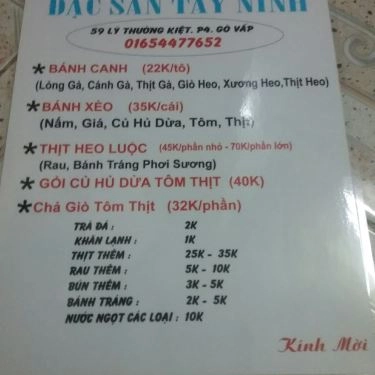 ĐẶC SẢN TÂY NINH
59 LÝ THƯỜNG KIỆT. P4. GÒ VẤP
01654477652
* BÁNH CANH (22K/tô)
(Lòng Gà, Cánh Gà, Thịt Gà, Giò Heo, Xương Heo,Thịt Heo)
* BÁNH XÈO (35K/cái)
(Nấm, Giá, Củ Hủ Dừa, Tôm, Thịt)
* THỊT HEO LUỘC (45K/phần nhỏ - 70K/phần lớn)
(Rau, Bánh Tráng Phơi Sương)
* GỎI CỦ HỦ DỪA TÔM THỊT (40K)
* Chả Giò Tôm Thịt (32K/phần)
TRÀ ĐÁ : 2K
KHĂN LẠNH : 1K
THỊT THÊM : 25K - 35K
RAU THÊM : 5K - 10K
BÚN THÊM : 3K - 5K
BÁNH TRÁNG : 2K - 5K
NƯỚC NGỌT CÁC LOẠI : 10K
Kính Mời